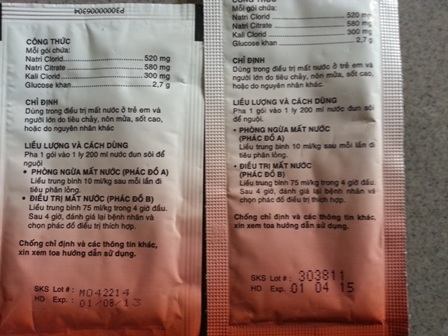 P3000006304
CÔNG THỨC
Mỗi gói chứa:
Natri Clorid 520 mg
Natri Citrate 580 mg
Kali Clorid 300 mg
Glucose khan 2,7 g
CHỈ ĐỊNH
Dùng trong điều trị mất nước ở trẻ em và
người lớn do tiêu chảy, nôn mửa, sốt cao,
hoặc do nguyên nhân khác
LIỀU LƯỢNG VÀ CÁCH DÙNG
Pha 1 gói vào 1 ly 200 ml nước đun sôi để
nguội
• PHÒNG NGỪA MẤT NƯỚC (PHÁC ĐỒ A)
Liều trung bình 10 ml/kg sau mỗi lần đi
tiêu phân lỏng.
• ĐIỀU TRỊ MẤT NƯỚC (PHÁC ĐỒ B)
Liều trung bình 75 ml/kg trong 4 giờ đầu.
Sau 4 giờ, đánh giá lại bệnh nhân và
chọn phác đồ điều trị thích hợp.
Chống chỉ định và các thông tin khác,
xin xem toa hướng dẫn sử dụng.
SKS Lot #: M042214
HD Exp.: 01/08/13
CÔNG THỨC
Mỗi gói chứa:
Natri Clorid 520 mg
Natri Citrate 580 mg
Kali Clorid 300 mg
Glucose khan 2,7 g
CHỈ ĐỊNH
Dùng trong điều trị mất nước ở trẻ em và
người lớn do tiêu chảy, nôn mửa, sốt cao,
hoặc do nguyên nhân khác
LIỀU LƯỢNG VÀ CÁCH DÙNG
Pha 1 gói vào 1 ly 200 ml nước đun sôi để
nguội.
• PHÒNG NGỪA MẤT NƯỚC (PHÁC ĐỒ A)
Liều trung bình 10 ml/kg sau mỗi lần đi
tiêu phân lỏng.
• ĐIỀU TRỊ MẤT NƯỚC (PHÁC ĐỒ
B)
Liều trung bình 75 ml/kg trong 4 giờ đầu.
Sau 4 giờ, đánh giá lại bệnh nhân và
chọn phác đồ điều trị thích hợp.
Chống chỉ định và các thông tin khác,
xin xem toa hướng dẫn sử dụng.
SKS Lot #: 303811
HD Exp.: 01 04 15